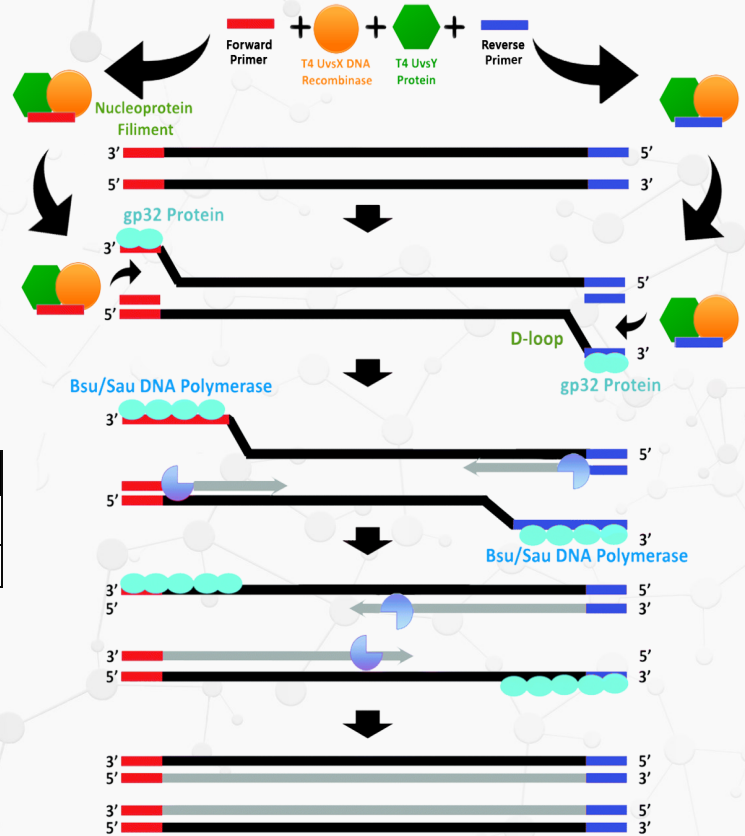 Forward
Primer
+
T4 UvsX DNA
Recombinase
+
T4 UvsY
Protein
+
Reverse
Primer
Nucleoprotein
Filiment
3’ 5’
5’ 3’
gp32 Protein
3’
5’
5’
D-loop
3’
gp32 Protein
Bsu/Sau DNA Polymerase
3’
5’
5’
3’
Bsu/Sau DNA Polymerase
3’ 5’
5’ 3’
3’ 5’
5’ 3’
3’ 5’
5’ 3’
3’ 5’
5’ 3’